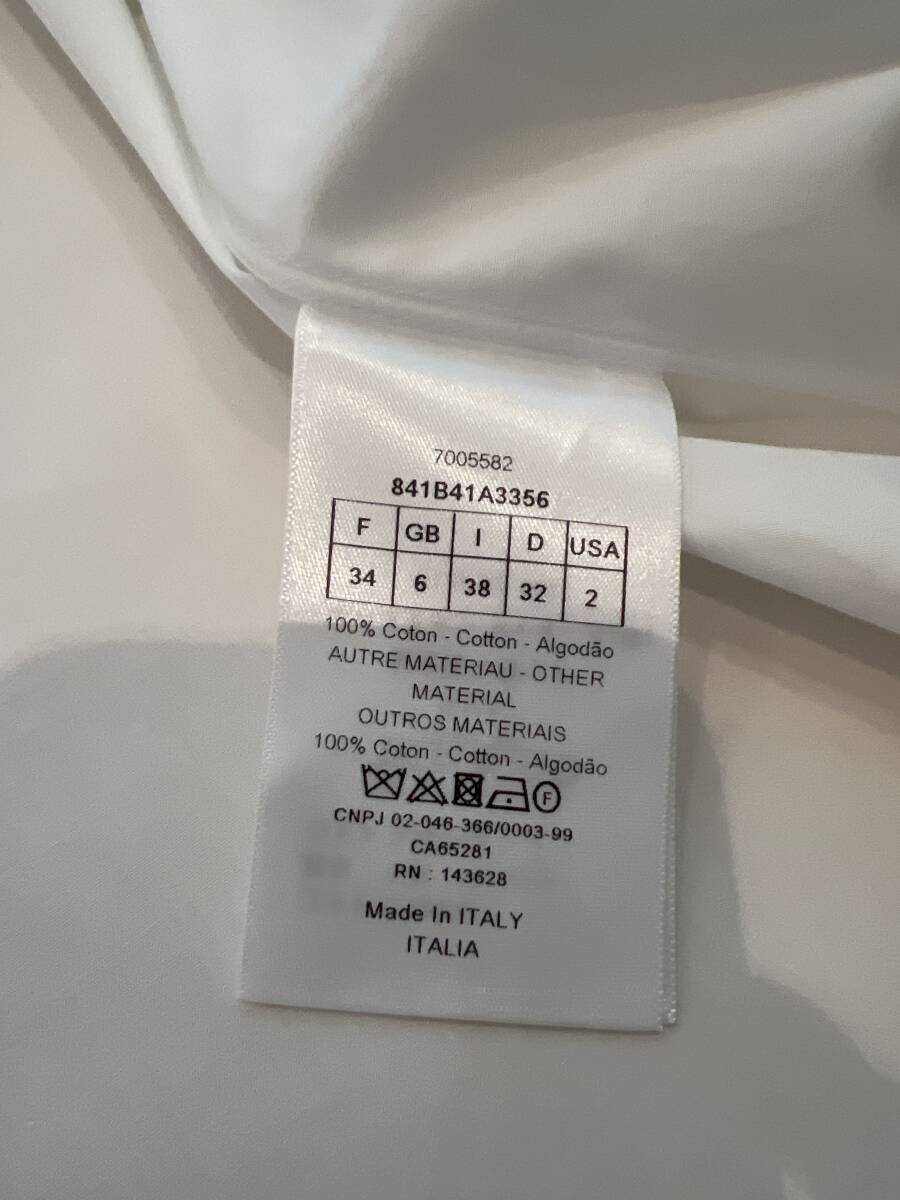 7005582
841B41A3356
F GB I D USA
34 6 38 32 2
100% Coton - Cotton - Algodão
AUTRE MATERIAU - OTHER
MATERIAL
OUTROS MATERIAIS
100% Coton - Cotton - Algodão
F
CNPJ 02-046-366/0003-99
CA65281
RN : 143628
Made In ITALY
ITALIA